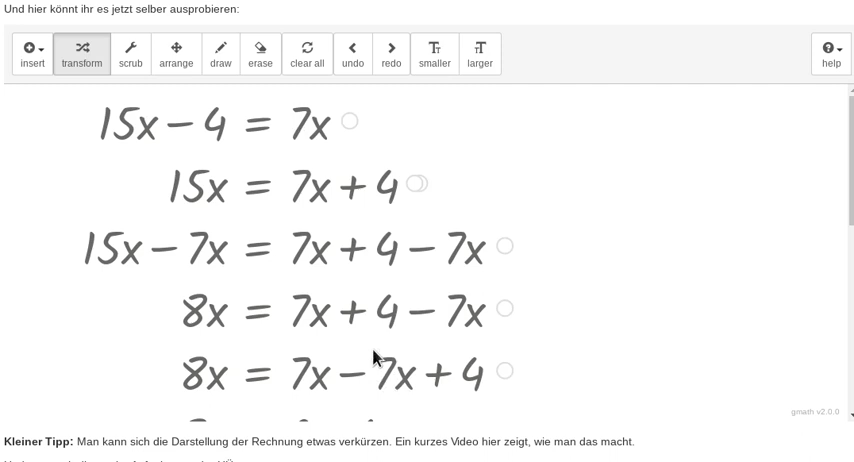 Und hier könnt ihr es jetzt selber ausprobieren:
insert transform scrub arrange draw erase clear all undo redo smaller larger help
15x − 4 = 7x
15x = 7x + 4
15x − 7x = 7x + 4 − 7x
8x = 7x + 4 − 7x
8x = 7x − 7x + 4
gmath v2.0.0
Kleiner Tipp: Man kann sich die Darstellung der Rechnung etwas verkürzen. Ein kurzes Video hier zeigt, wie man das macht.